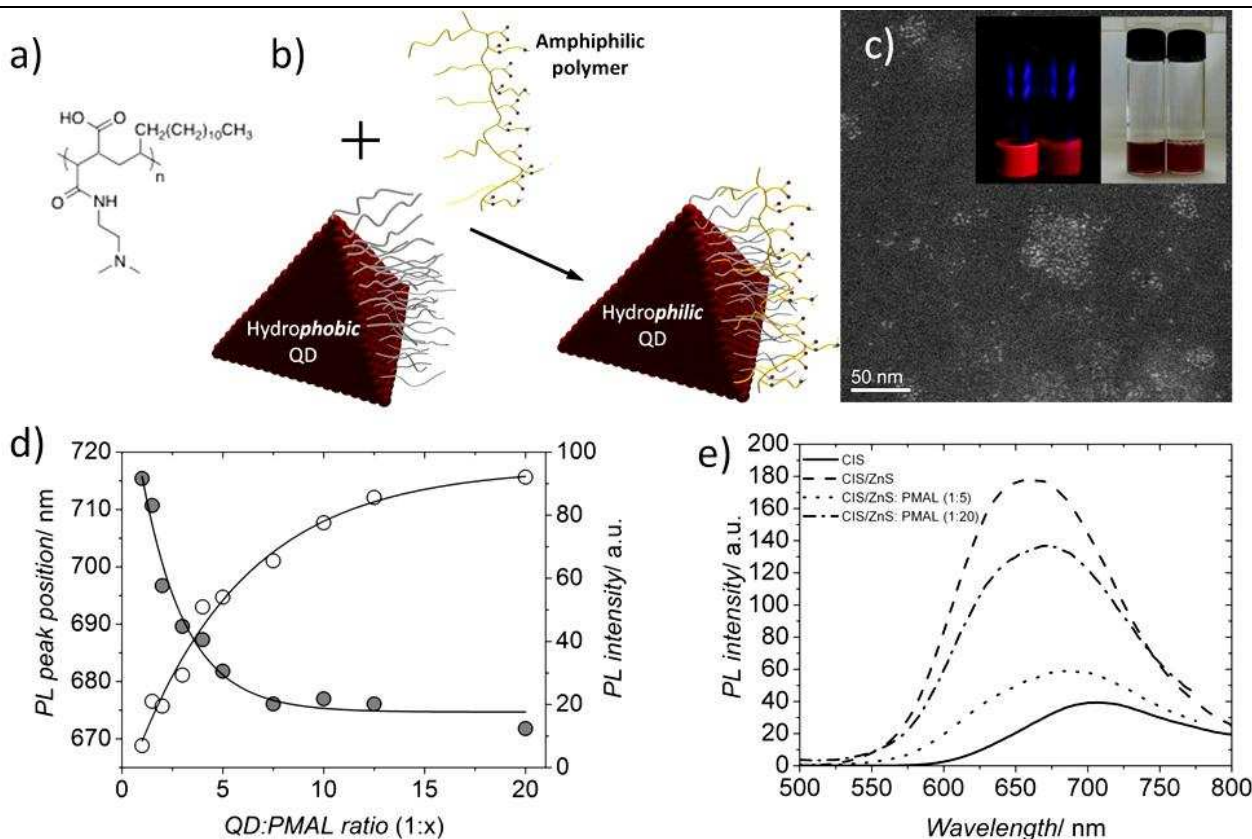 a)
HO
O
CH₂(CH₂)₁₀CH₃
n
O
NH
N
b)
Amphiphilic
polymer
+
Hydrophobic
QD
Hydrophilic
QD
c)
50 nm
d)
720
710
700
690
680
670
PL peak position/ nm
100
80
60
40
20
0
PL intensity/ a.u.
0
5
10
15
20
QD:PMAL ratio (1:x)
e)
200
180
160
140
120
100
80
60
40
20
0
PL intensity/ a.u.
CIS
CIS/ZnS
CIS/ZnS: PMAL (1:5)
CIS/ZnS: PMAL (1:20)
500
550
600
650
700
750
800
Wavelength/ nm